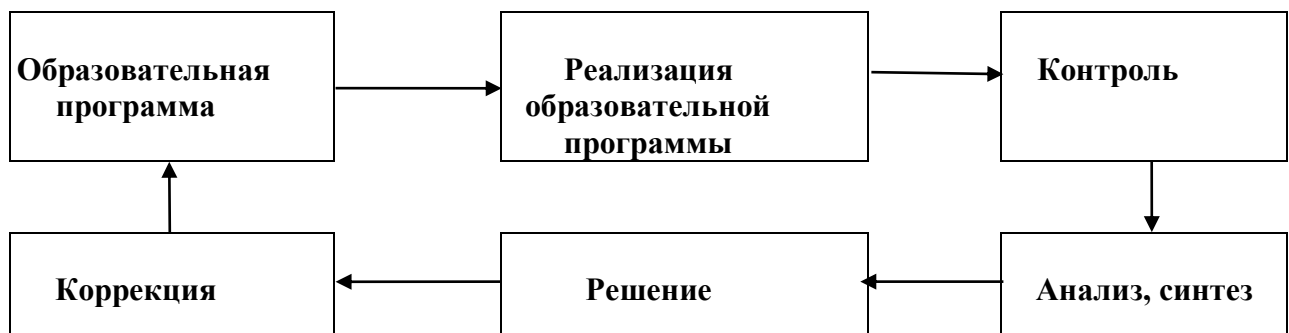 Образовательная
программа
Реализация
образовательной
программы
Контроль
Коррекция
Решение
Анализ, синтез